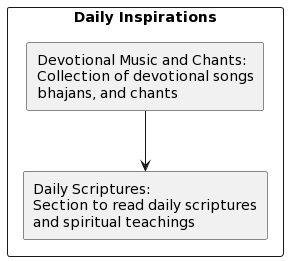 Daily Inspirations
Devotional Music and Chants:
Collection of devotional songs
bhajans, and chants
Daily Scriptures:
Section to read daily scriptures
and spiritual teachings